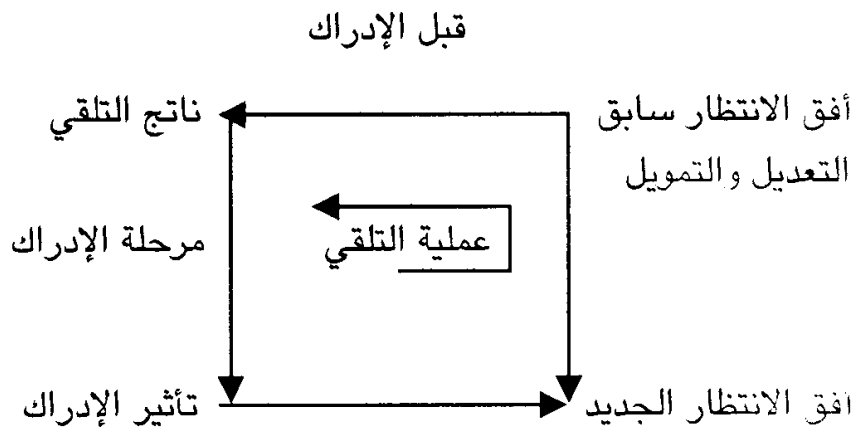 قبل الإدراك
أفق الانتظار سابق
التعديل والتمويل
ناتج التلقي
عملية التلقي
مرحلة الإدراك
افق الانتظار الجديد
تأثير الإدراك